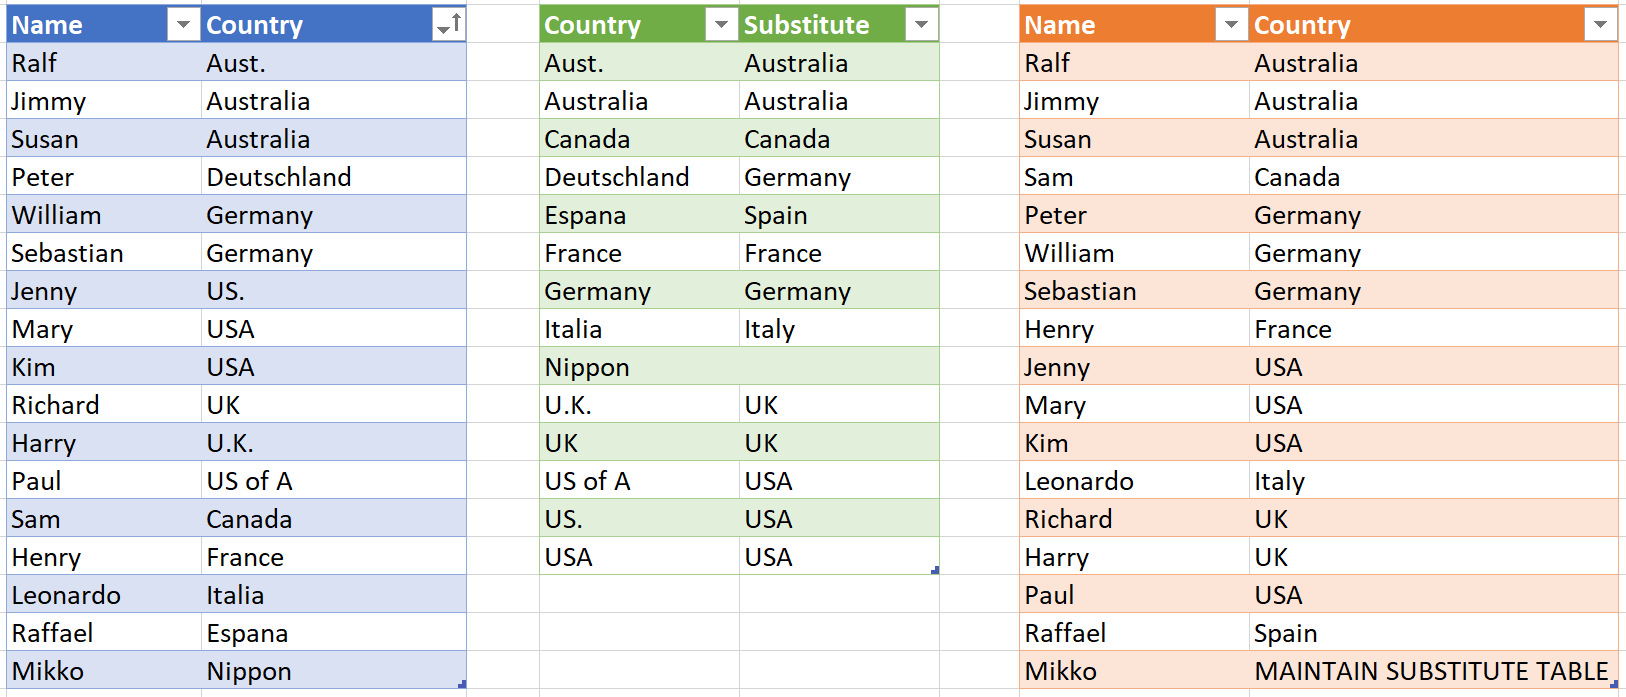 Name Country Country Substitute Name Country
Ralf Aust. Aust. Australia Ralf Australia
Jimmy Australia Australia Australia Jimmy Australia
Susan Australia Canada Canada Susan Australia
Peter Deutschland Deutschland Germany Sam Canada
William Germany Espana Spain Peter Germany
Sebastian Germany France France William Germany
Jenny US. Germany Germany Sebastian Germany
Mary USA Italia Italy Henry France
Kim USA Nippon Jenny USA
Richard UK U.K. UK Mary USA
Harry U.K. UK UK Kim USA
Paul US of A US of A USA Leonardo Italy
Sam Canada US. USA Richard UK
Henry France USA USA Harry UK
Leonardo Italia Paul USA
Raffael Espana Raffael Spain
Mikko Nippon Mikko MAINTAIN SUBSTITUTE TABLE